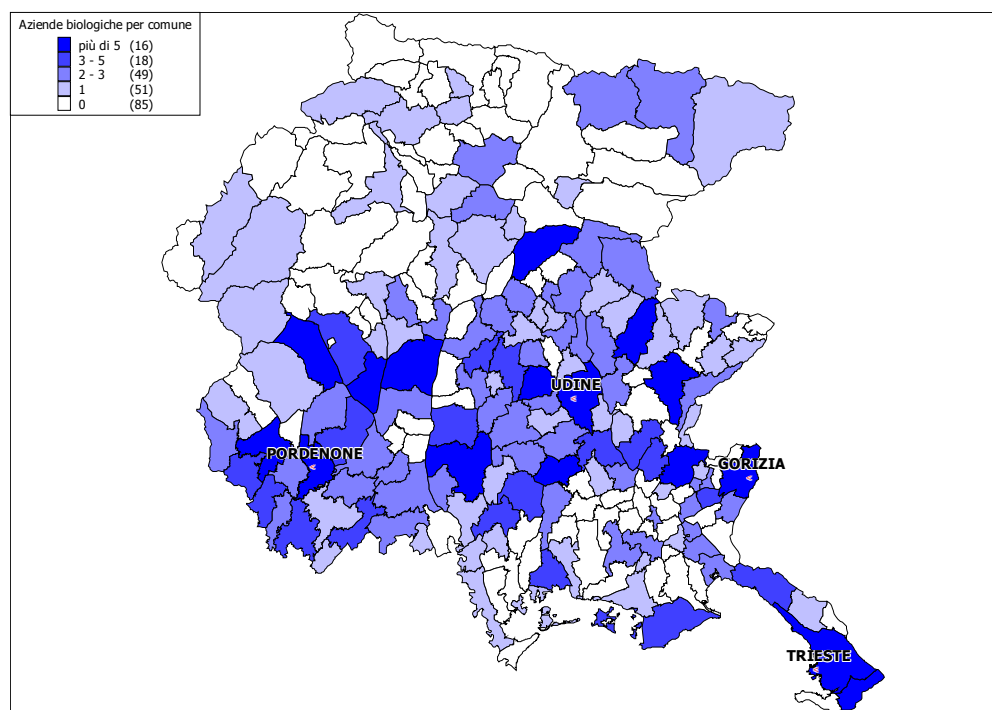 Aziende biologiche per comune
più di 5 (16)
3 - 5 (18)
2 - 3 (49)
1 (51)
0 (85)
UDINE
PORDENONE
GORIZIA
TRIESTE